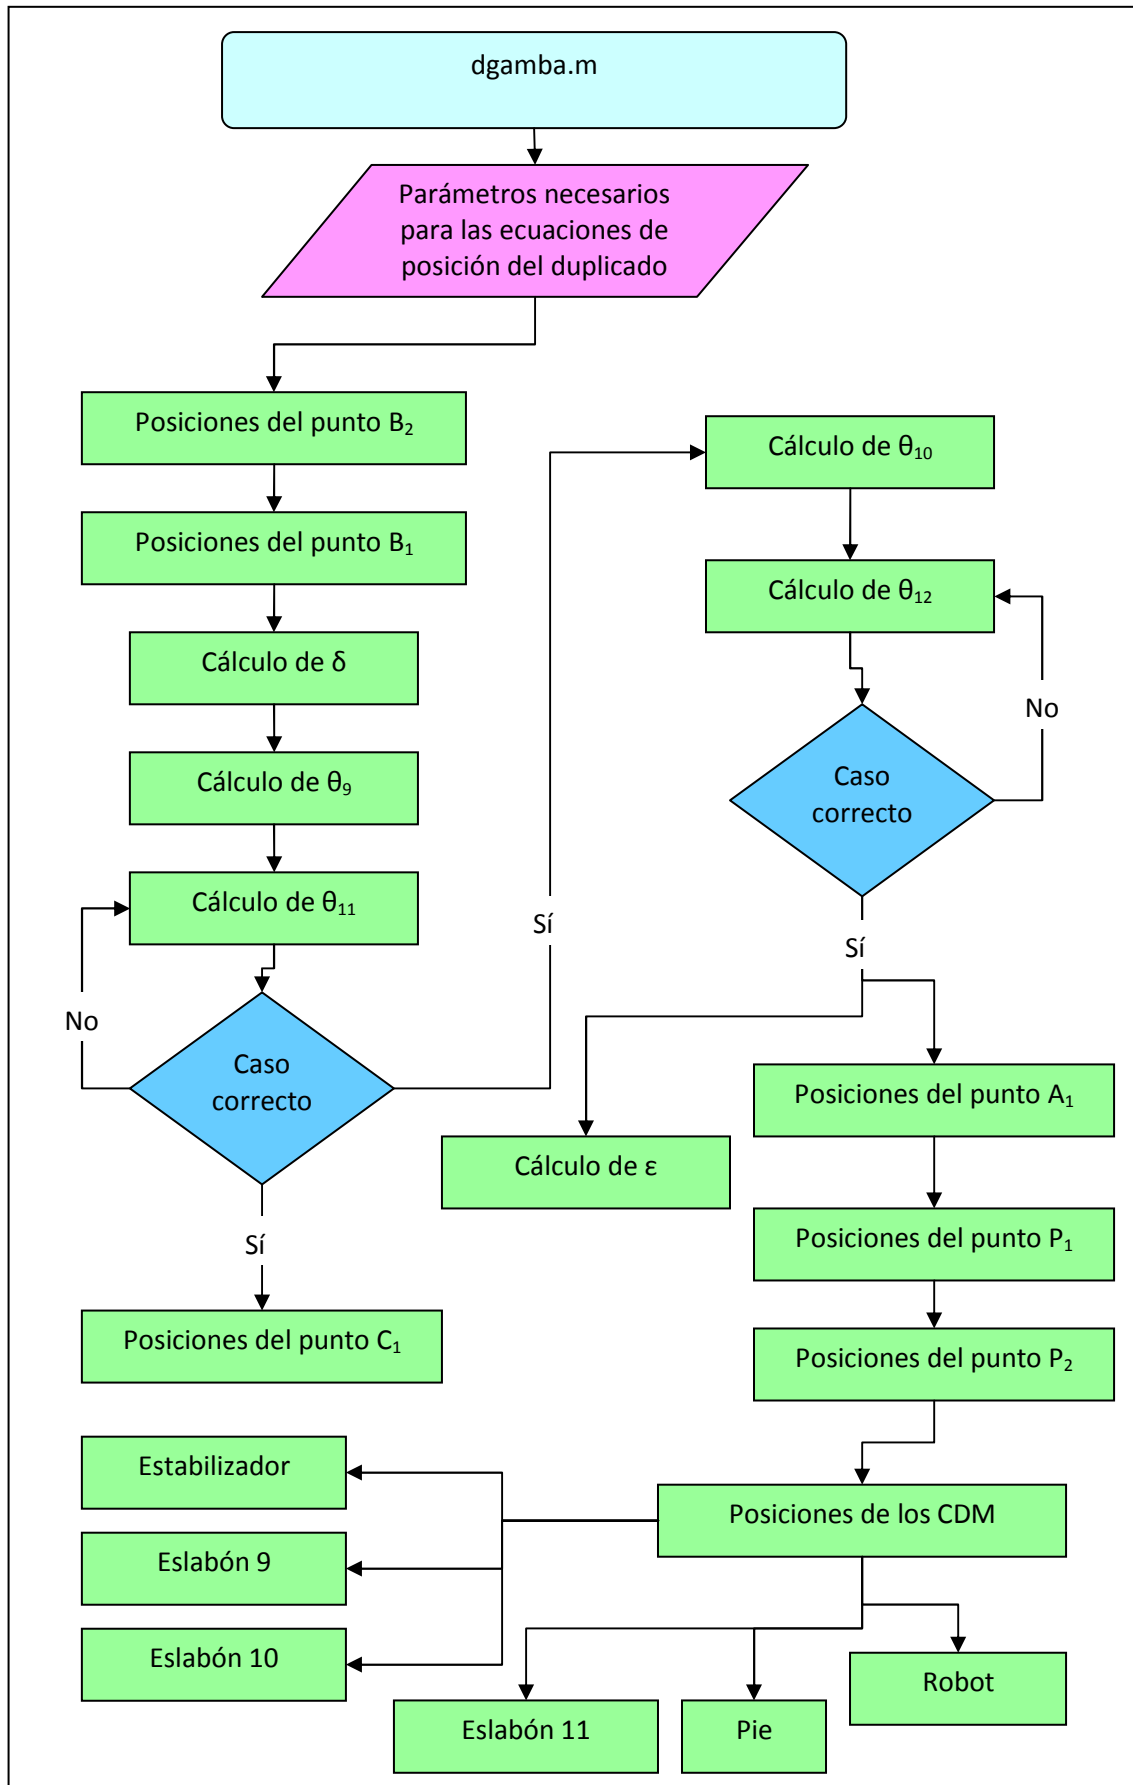 dgamba.m
Parámetros necesarios
para las ecuaciones de
posición del duplicado
Posiciones del punto B₂
Posiciones del punto B₁
Cálculo de δ
Cálculo de θ₉
Cálculo de θ₁₁
No
Caso
correcto
Sí
Posiciones del punto C₁
Sí
Cálculo de θ₁₀
Cálculo de θ₁₂
No
Caso
correcto
Sí
Cálculo de ε
Posiciones del punto A₁
Posiciones del punto P₁
Posiciones del punto P₂
Posiciones de los CDM
Estabilizador
Eslabón 9
Eslabón 10
Eslabón 11
Pie
Robot